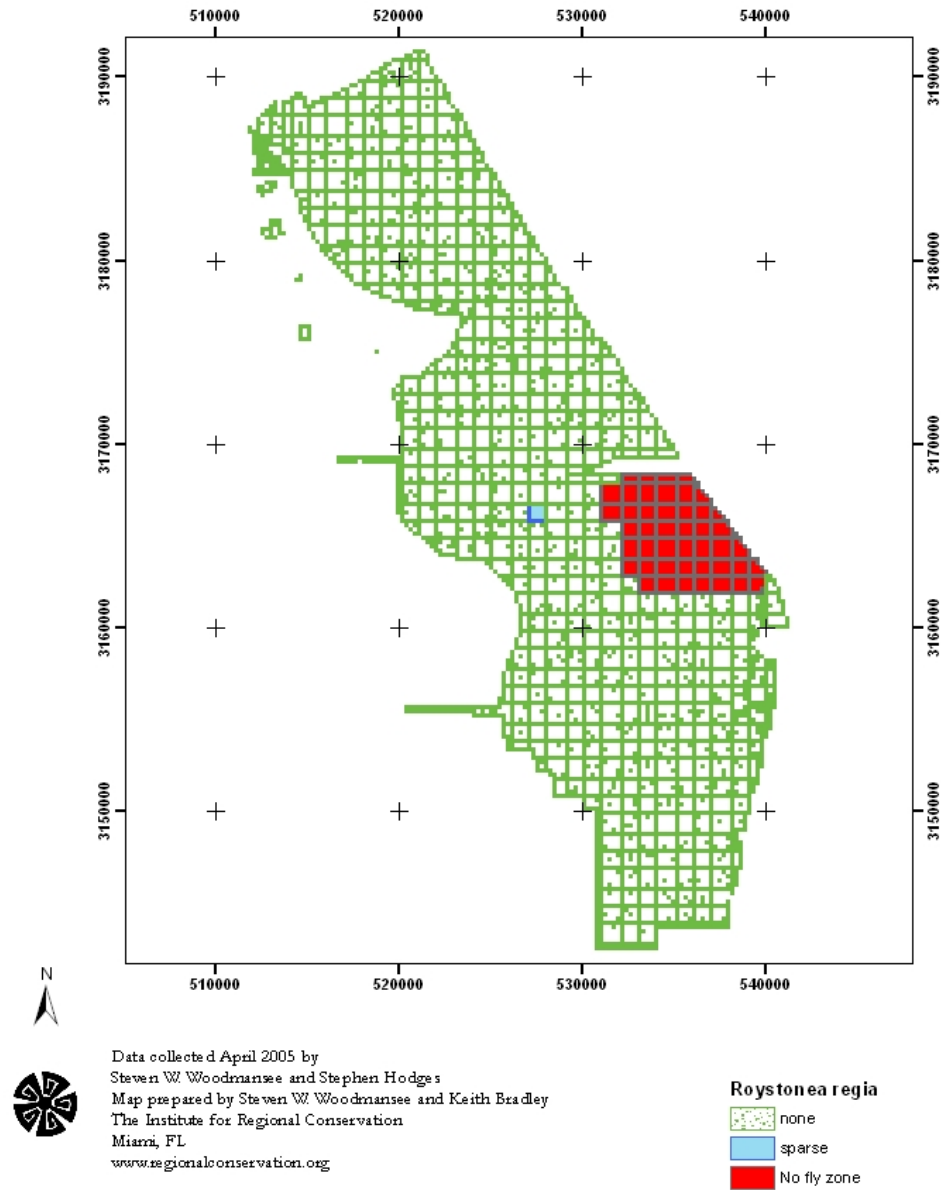 510000 520000 530000 540000
3190000 3190000
3180000 3180000
3170000 3170000
3160000 3160000
3150000 3150000
510000 520000 530000 540000
N
Data collected April 2005 by
Steven W. Woodmansee and Stephen Hodges
Map prepared by Steven W. Woodmansee and Keith Bradley
The Institute for Regional Conservation
Miami, FL
www.regionalconservation.org
Roystonea regia
none
sparse
No fly zone